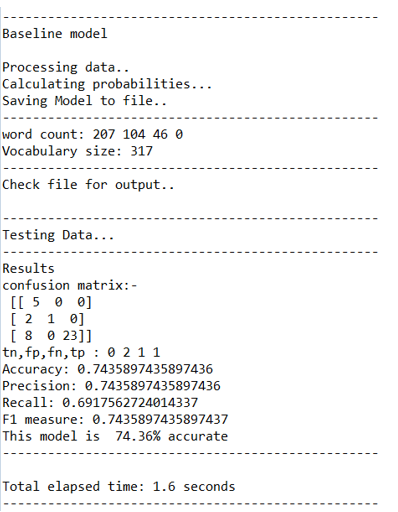 --------------------------------------------------
Baseline model
Processing data..
Calculating probabilities...
Saving Model to file..
--------------------------------------------------
word count: 207 104 46 0
Vocabulary size: 317
--------------------------------------------------
Check file for output..
--------------------------------------------------
Testing Data...
--------------------------------------------------
Results
confusion matrix:-
[[ 5 0 0]
[ 2 1 0]
[ 8 0 23]]
tn,fp,fn,tp : 0 2 1 1
Accuracy: 0.7435897435897436
Precision: 0.7435897435897436
Recall: 0.6917562724014337
F1 measure: 0.7435897435897437
This model is  74.36% accurate
--------------------------------------------------
Total elapsed time: 1.6 seconds
--------------------------------------------------